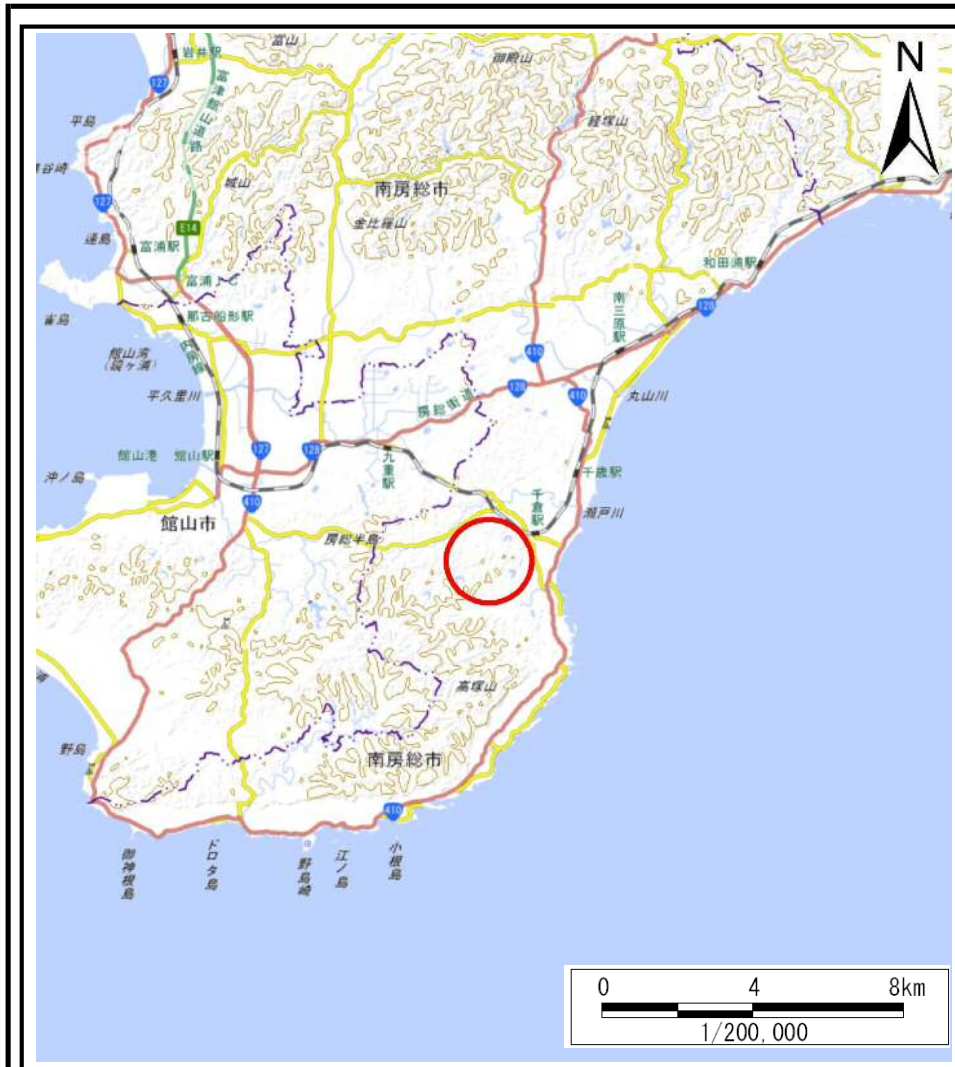 岩井駅
富山
御殿山
N
127
富津館山道路
平島
経塚山
城山
南房総市
127
金比羅山
E14
富浦駅
富浦IC
和田浦駅
雀島
那古船形駅
南三原駅
128
館山湾
(鏡ヶ浦)
内房線
410
平久里川
128
410
丸山川
房総街道
館山港
館山駅
127
128
九重駅
千歳駅
沖ノ島
410
千倉駅
瀬戸川
館山市
房総半島
高塚山
野島
南房総市
410
御神根島
ドロタ島
野島崎
江ノ島
小根島
0 4 8km
1/200,000